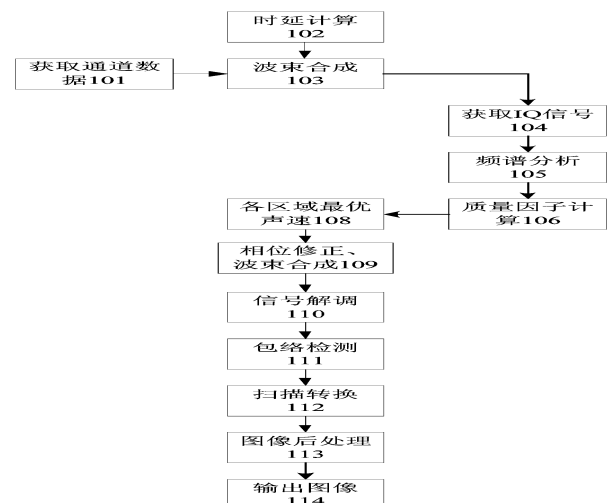 时延计算
102
获取通道数
据101
波束合成
103
获取IQ信号
104
频谱分析
105
质量因子计
算106
各区域最优
声速108
相位修正、
波束合成109
信号解调
110
包络检测
111
扫描转换
112
图像后处理
113
输出图像
114